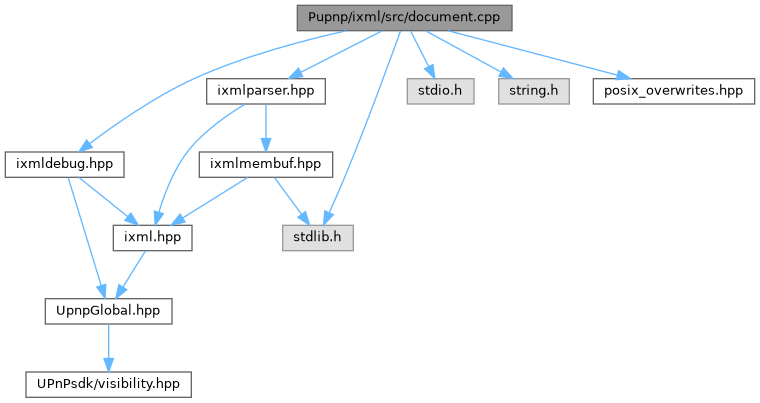 Pupnp/ixml/src/document.cpp
ixmlparser.hpp
stdio.h
string.h
posix_overwrites.hpp
ixmldebug.hpp
ixmlmembuf.hpp
ixml.hpp
stdlib.h
UpnpGlobal.hpp
UPnPsdk/visibility.hpp